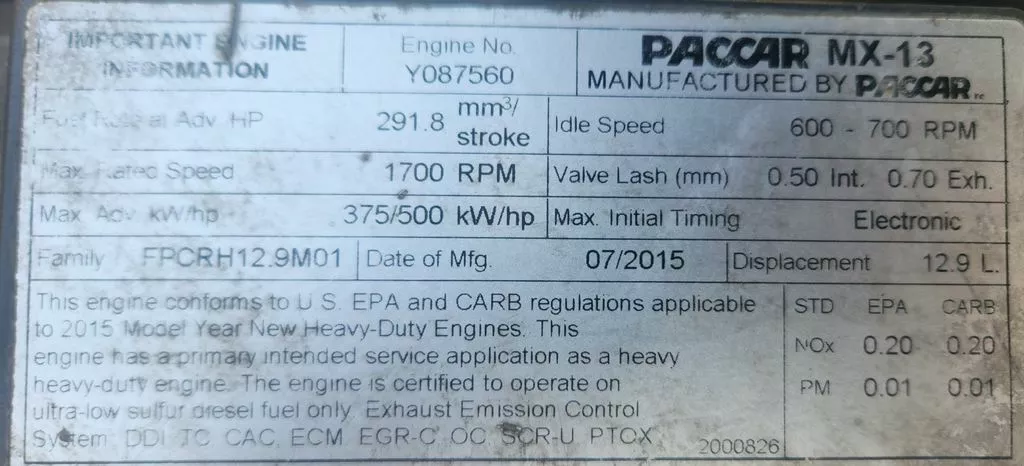 IMPORTANT ENGINE
INFORMATION
Engine No.
Y087560
PACCAR MX-13
MANUFACTURED BY PACCAR INC
Fuel Rate at Adv. HP 291.8 mm3/
stroke
Idle Speed 600 - 700 RPM
Max. Rated Speed 1700 RPM
Valve Lash (mm) 0.50 Int. 0.70 Exh.
Max. Adv. kW/hp 375/500 kW/hp
Max. Initial Timing Electronic
Family FPCRH12.9M01
Date of Mfg. 07/2015
Displacement 12.9 L.
This engine conforms to U.S. EPA and CARB regulations applicable
to 2015 Model Year New Heavy-Duty Engines. This
engine has a primary intended service application as a heavy
heavy-duty engine. The engine is certified to operate on
ultra-low sulfur diesel fuel only. Exhaust Emission Control
System: DDI, TC, CAC, ECM, EGR-C, OC, SCR-U, PTOX
2000826
STD EPA CARB
NOx 0.20 0.20
PM 0.01 0.01